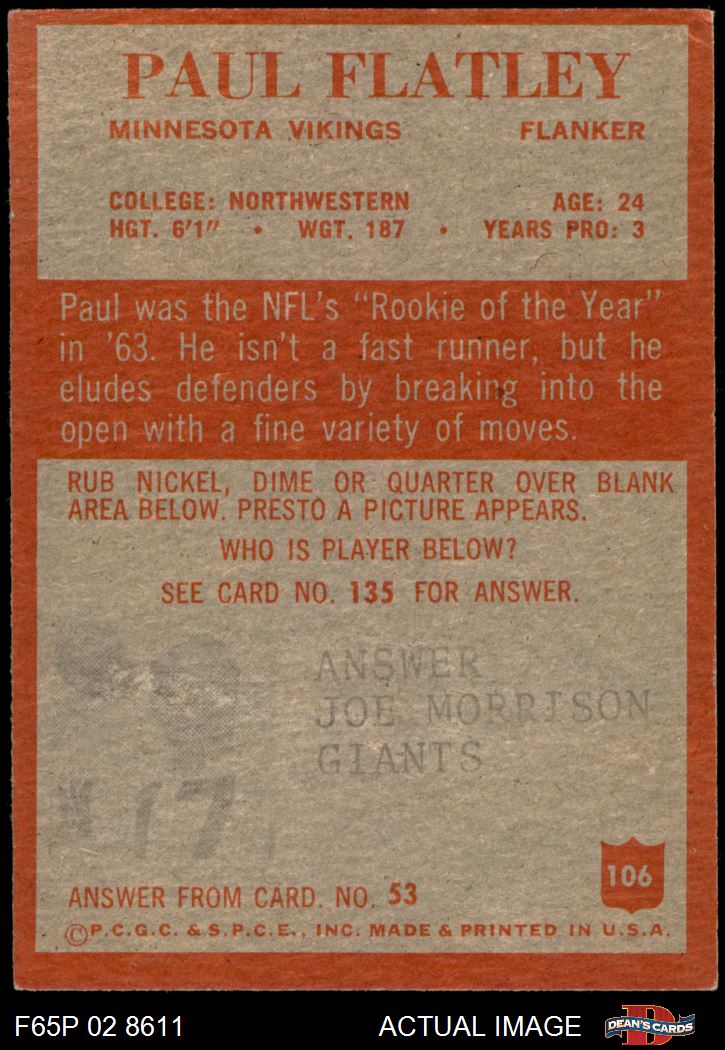 PAUL FLATLEY
MINNESOTA VIKINGS FLANKER
COLLEGE: NORTHWESTERN AGE: 24
HGT. 6'1" • WGT. 187 • YEARS PRO: 3
Paul was the NFL's "Rookie of the Year"
in '63. He isn't a fast runner, but he
eludes defenders by breaking into the
open with a fine variety of moves.
RUB NICKEL, DIME OR QUARTER OVER BLANK
AREA BELOW. PRESTO A PICTURE APPEARS.
WHO IS PLAYER BELOW?
SEE CARD NO. 135 FOR ANSWER.
ANSWER
JOE MORRISON
GIANTS
17
106
ANSWER FROM CARD. NO. 53
©P.C.G.C. & S.P.C.E., INC. MADE & PRINTED IN U.S.A.
F65P 02 8611 ACTUAL IMAGE D DEAN'S CARDS